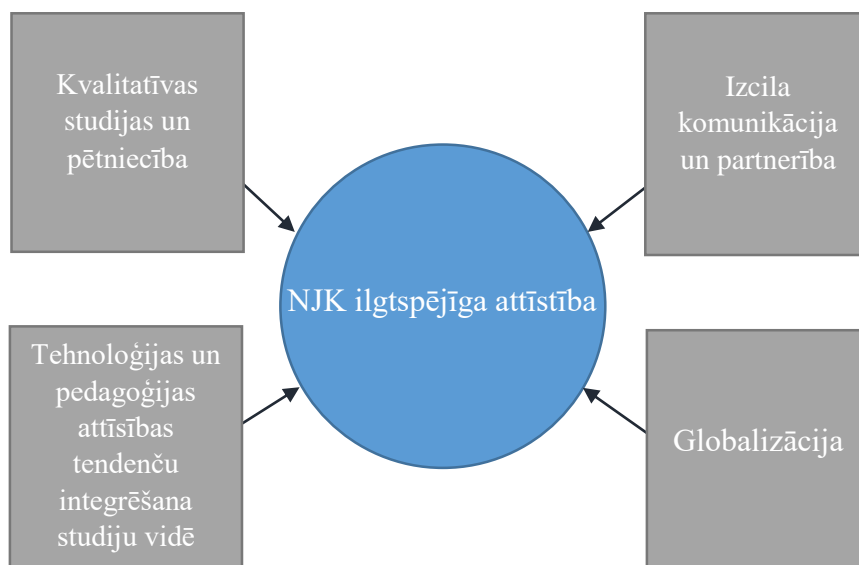 Kvalitatīvas
studijas un
pētniecība
Izcila
komunikācija
un partnerība
NJK ilgtspējīga attīstība
Tehnoloģijas un
pedagoģijas
attīsības
tendenču
integrēšana
studiju vidē
Globalizācija